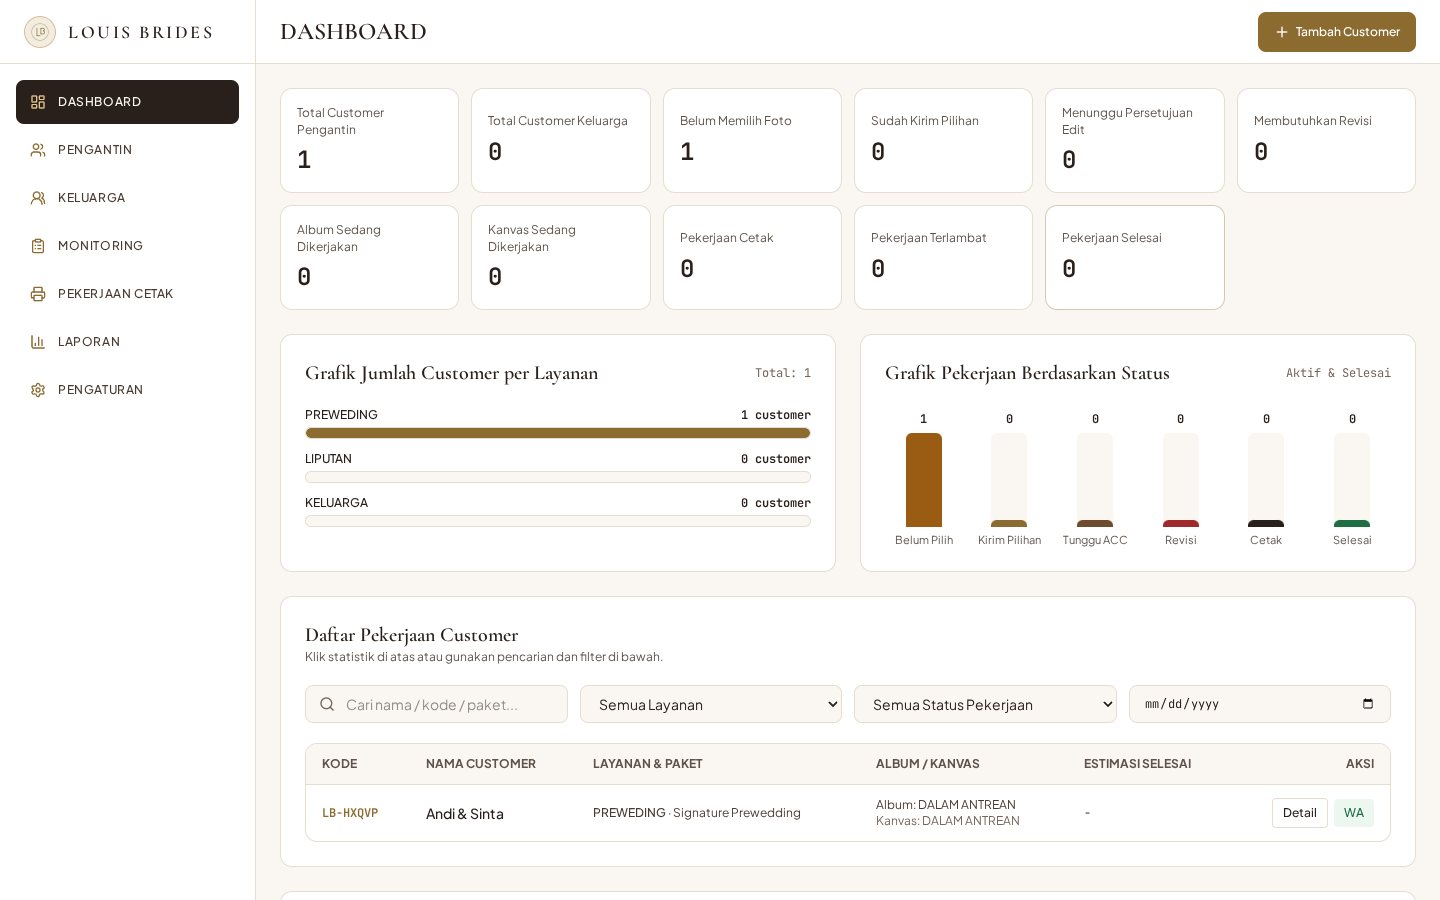 LB LOUIS BRIDES
DASHBOARD
Tambah Customer
DASHBOARD
PENGANTIN
KELUARGA
MONITORING
PEKERJAAN CETAK
LAPORAN
PENGATURAN
Total Customer
Pengantin
1
Total Customer Keluarga
0
Belum Memilih Foto
1
Sudah Kirim Pilihan
0
Menunggu Persetujuan
Edit
0
Membutuhkan Revisi
0
Album Sedang
Dikerjakan
0
Kanvas Sedang
Dikerjakan
0
Pekerjaan Cetak
0
Pekerjaan Terlambat
0
Pekerjaan Selesai
0
Grafik Jumlah Customer per Layanan
Total: 1
PREWEDING 1 customer
LIPUTAN 0 customer
KELUARGA 0 customer
Grafik Pekerjaan Berdasarkan Status
Aktif & Selesai
1 0 0 0 0 0
Belum Pilih Kirim Pilihan Tunggu ACC Revisi Cetak Selesai
Daftar Pekerjaan Customer
Klik statistik di atas atau gunakan pencarian dan filter di bawah.
Cari nama / kode / paket... Semua Layanan Semua Status Pekerjaan mm/dd/yyyy
KODE NAMA CUSTOMER LAYANAN & PAKET ALBUM / KANVAS ESTIMASI SELESAI AKSI
LB-HXQVP Andi & Sinta PREWEDING · Signature Prewedding
Album: DALAM ANTREAN
Kanvas: DALAM ANTREAN
- Detail WA